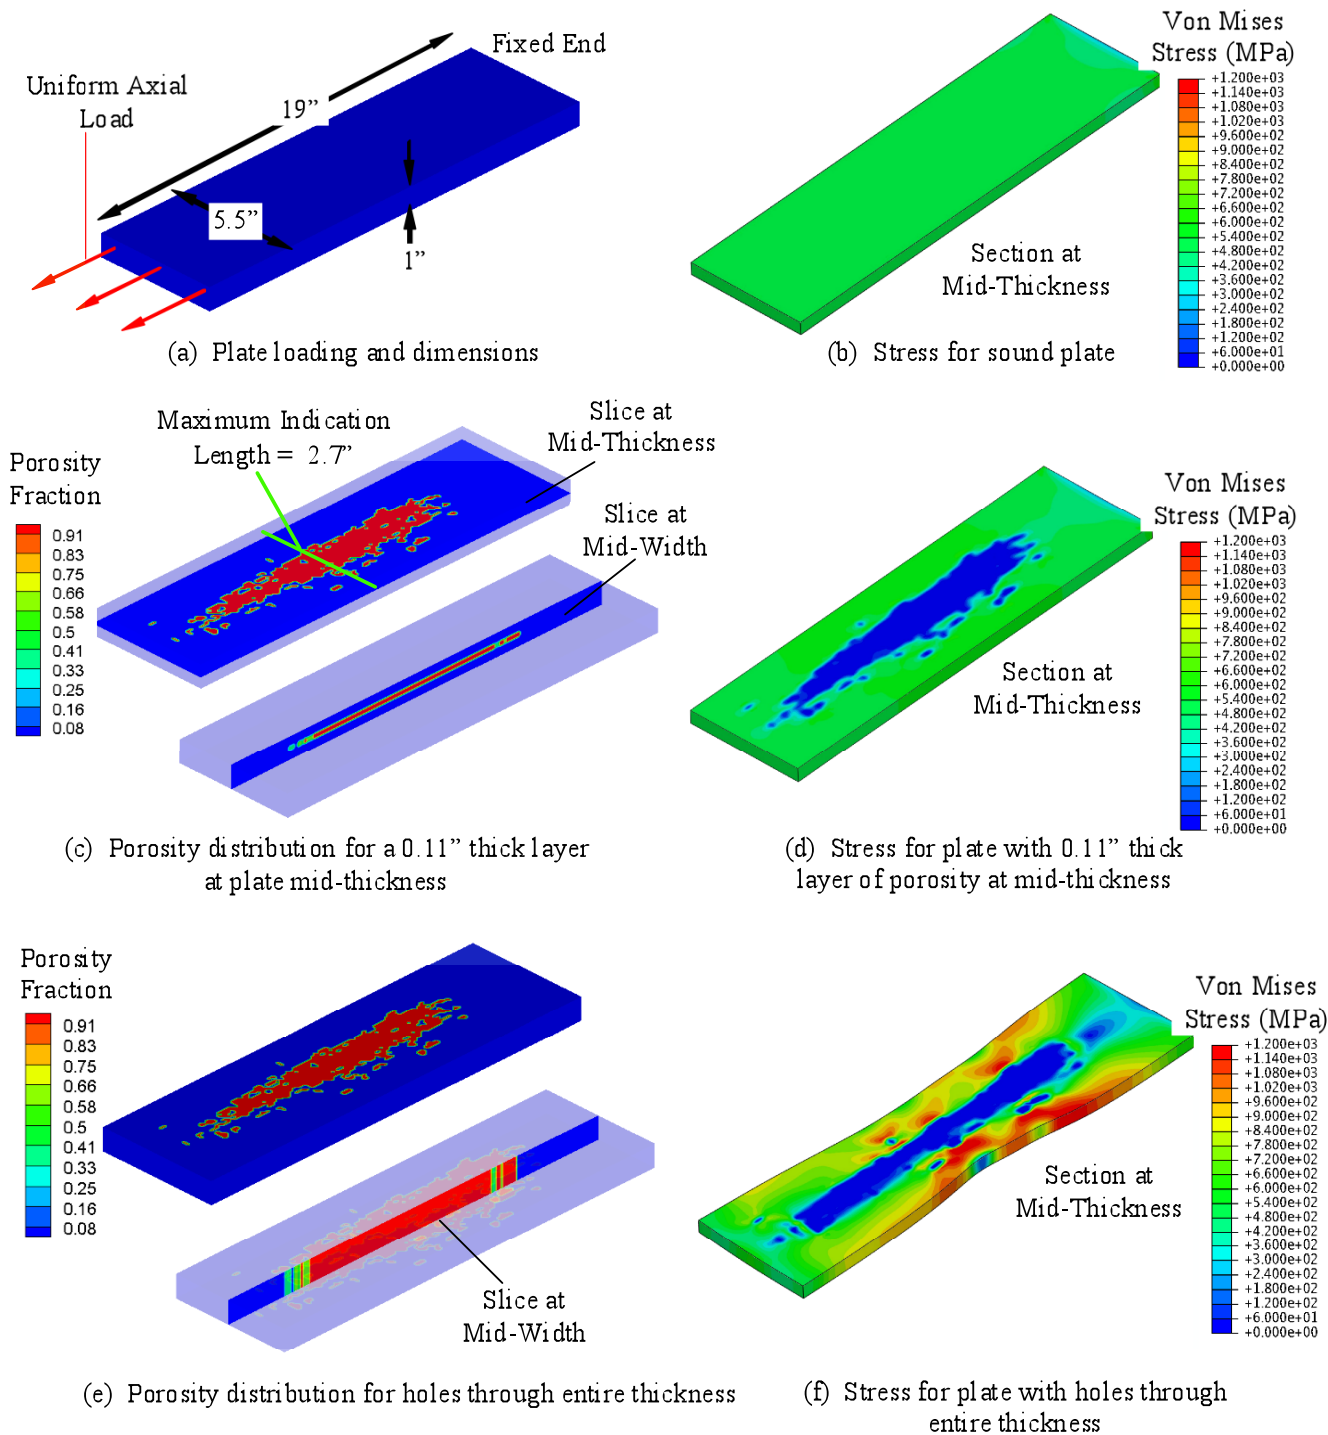 Fixed End
Uniform Axial
Load
19”
5.5”
1”
(a) Plate loading and dimensions
Von Mises
Stress (MPa)
+1.200e+03
+1.140e+03
+1.080e+03
+1.020e+03
+9.600e+02
+9.000e+02
+8.400e+02
+7.800e+02
+7.200e+02
+6.600e+02
+6.000e+02
+5.400e+02
+4.800e+02
+4.200e+02
+3.600e+02
+3.000e+02
+2.400e+02
+1.800e+02
+1.200e+02
+6.000e+01
+0.000e+00
Section at
Mid-Thickness
(b) Stress for sound plate
Maximum Indication
Length = 2.7”
Slice at
Mid-Thickness
Porosity
Fraction
0.91
0.83
0.75
0.66
0.58
0.5
0.41
0.33
0.25
0.16
0.08
Slice at
Mid-Width
(c) Porosity distribution for a 0.11” thick layer
at plate mid-thickness
Von Mises
Stress (MPa)
+1.200e+03
+1.140e+03
+1.080e+03
+1.020e+03
+9.600e+02
+9.000e+02
+8.400e+02
+7.800e+02
+7.200e+02
+6.600e+02
+6.000e+02
+5.400e+02
+4.800e+02
+4.200e+02
+3.600e+02
+3.000e+02
+2.400e+02
+1.800e+02
+1.200e+02
+6.000e+01
+0.000e+00
Section at
Mid-Thickness
(d) Stress for plate with 0.11” thick
layer of porosity at mid-thickness
Porosity
Fraction
0.91
0.83
0.75
0.66
0.58
0.5
0.41
0.33
0.25
0.16
0.08
Slice at
Mid-Width
(e) Porosity distribution for holes through entire thickness
Von Mises
Stress (MPa)
+1.200e+03
+1.140e+03
+1.080e+03
+1.020e+03
+9.600e+02
+9.000e+02
+8.400e+02
+7.800e+02
+7.200e+02
+6.600e+02
+6.000e+02
+5.400e+02
+4.800e+02
+4.200e+02
+3.600e+02
+3.000e+02
+2.400e+02
+1.800e+02
+1.200e+02
+6.000e+01
+0.000e+00
Section at
Mid-Thickness
(f) Stress for plate with holes through
entire thickness